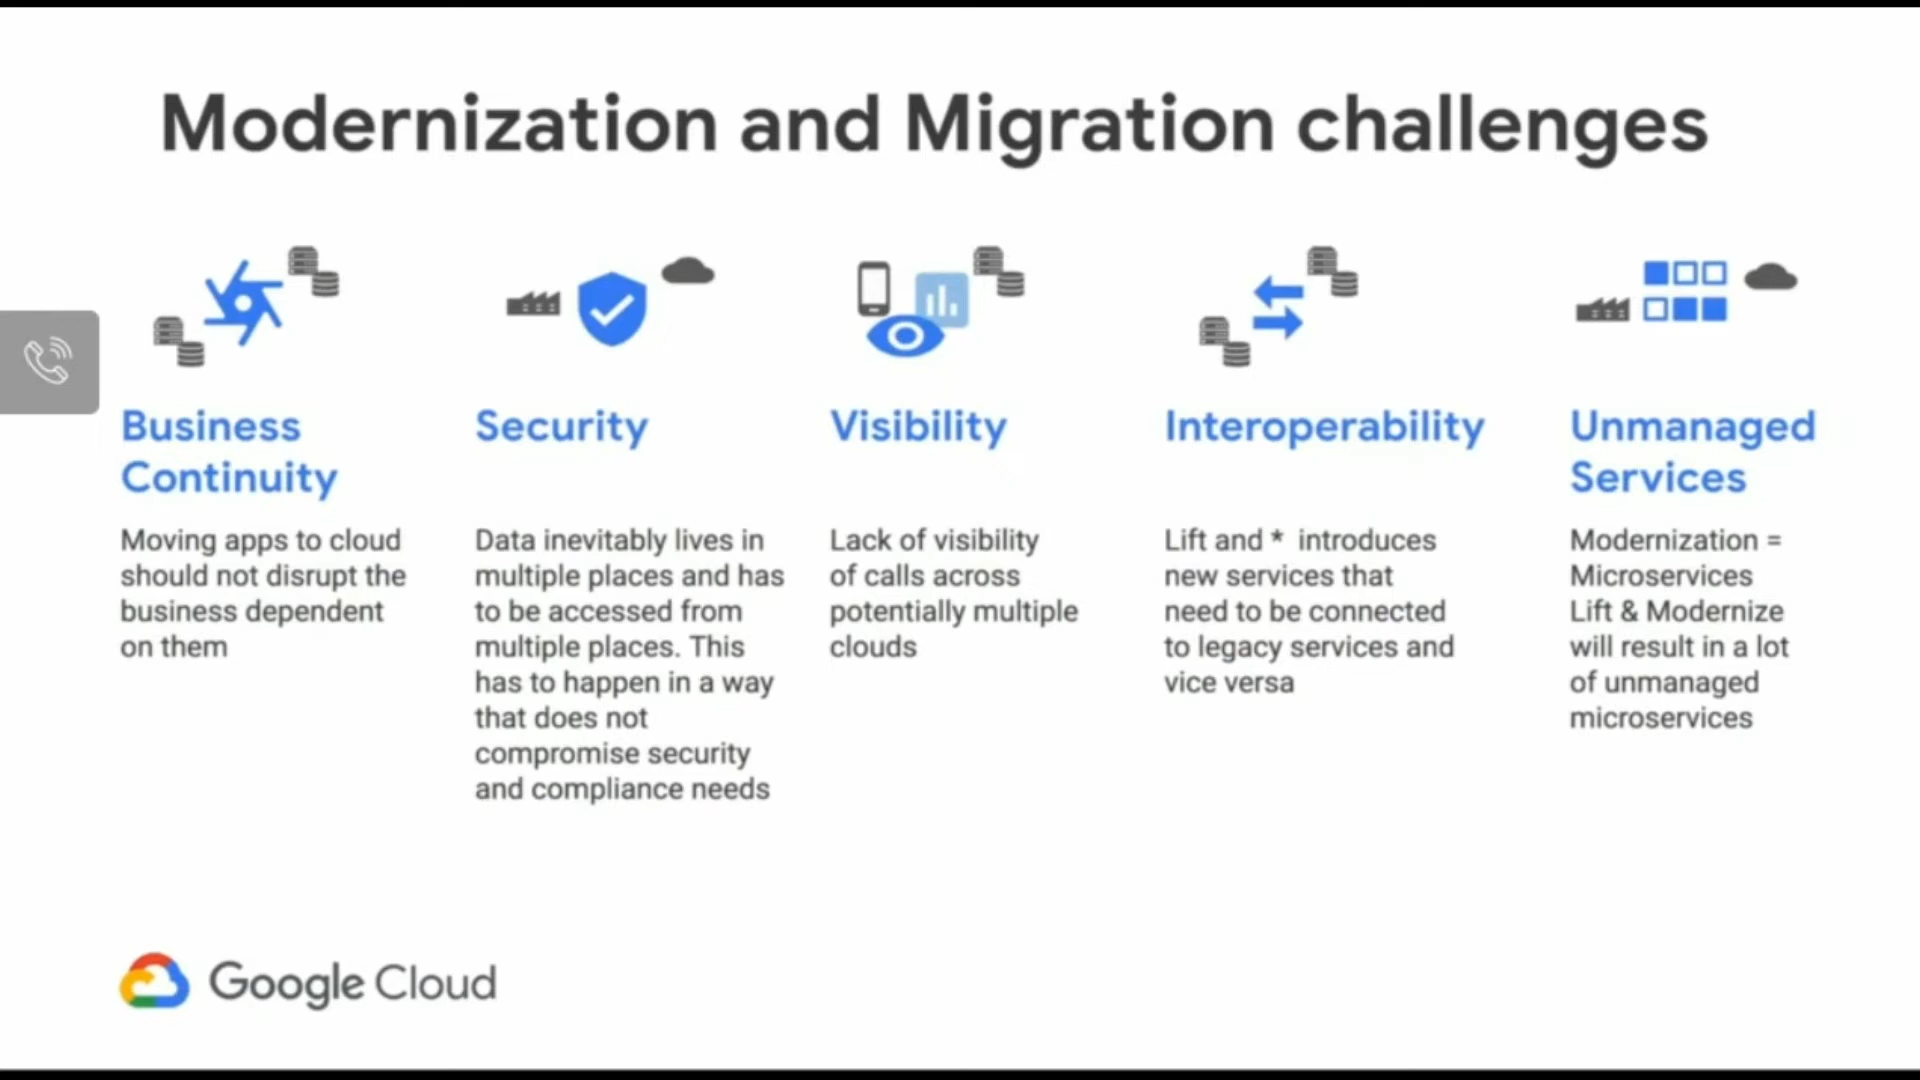 Modernization and Migration challenges
Business
Continuity
Moving apps to cloud
should not disrupt the
business dependent
on them
Security
Data inevitably lives in
multiple places and has
to be accessed from
multiple places. This
has to happen in a way
that does not
compromise security
and compliance needs
Visibility
Lack of visibility
of calls across
potentially multiple
clouds
Interoperability
Lift and * introduces
new services that
need to be connected
to legacy services and
vice versa
Unmanaged
Services
Modernization =
Microservices
Lift & Modernize
will result in a lot
of unmanaged
microservices
Google Cloud